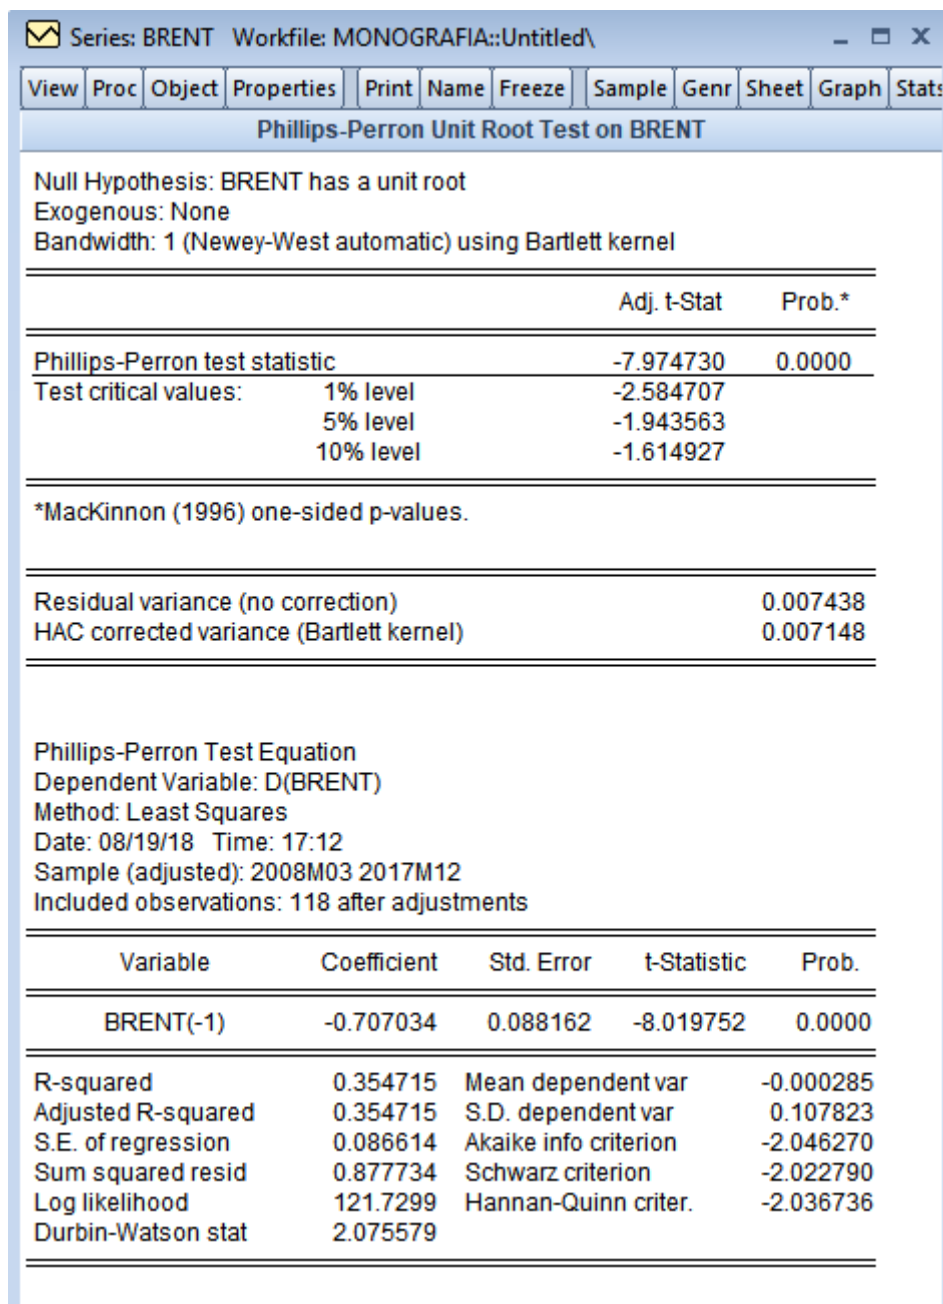 Series: BRENT Workfile: MONOGRAFIA::Untitled\
View Proc Object Properties Print Name Freeze Sample Genr Sheet Graph Stats
Phillips-Perron Unit Root Test on BRENT
Null Hypothesis: BRENT has a unit root
Exogenous: None
Bandwidth: 1 (Newey-West automatic) using Bartlett kernel
Adj. t-Stat Prob.*
Phillips-Perron test statistic -7.974730 0.0000
Test critical values: 1% level -2.584707
5% level -1.943563
10% level -1.614927
*MacKinnon (1996) one-sided p-values.
Residual variance (no correction) 0.007438
HAC corrected variance (Bartlett kernel) 0.007148
Phillips-Perron Test Equation
Dependent Variable: D(BRENT)
Method: Least Squares
Date: 08/19/18 Time: 17:12
Sample (adjusted): 2008M03 2017M12
Included observations: 118 after adjustments
Variable Coefficient Std. Error t-Statistic Prob.
BRENT(-1) -0.707034 0.088162 -8.019752 0.0000
R-squared 0.354715 Mean dependent var -0.000285
Adjusted R-squared 0.354715 S.D. dependent var 0.107823
S.E. of regression 0.086614 Akaike info criterion -2.046270
Sum squared resid 0.877734 Schwarz criterion -2.022790
Log likelihood 121.7299 Hannan-Quinn criter. -2.036736
Durbin-Watson stat 2.075579